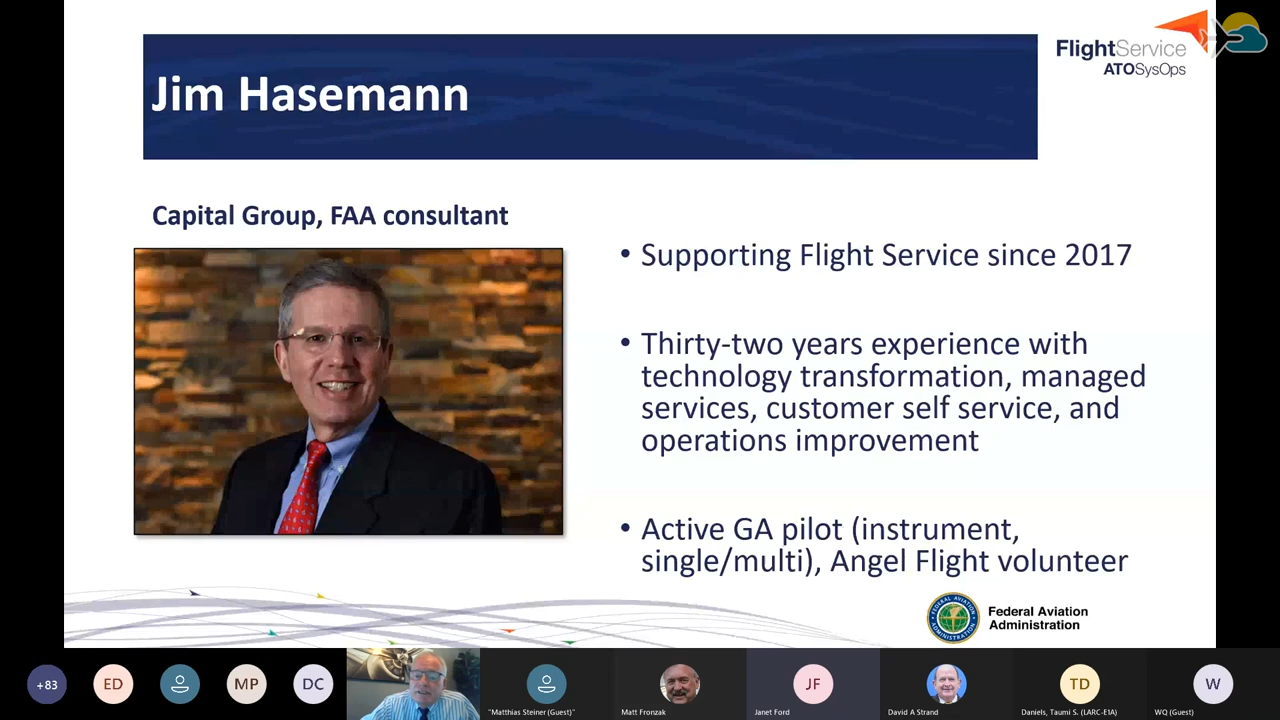 FlightService
ATOSysOps
Jim Hasemann
Capital Group, FAA consultant
• Supporting Flight Service since 2017
• Thirty-two years experience with
technology transformation, managed
services, customer self service, and
operations improvement
• Active GA pilot (instrument,
single/multi), Angel Flight volunteer
Federal Aviation
Administration
+83
ED
MP
DC
"Matthias Steiner (Guest)"
Matt Fronzak
JF
Janet Ford
David A Strand
TD
Daniels, Taumi S. (LARC-E1A)
W
WQ (Guest)